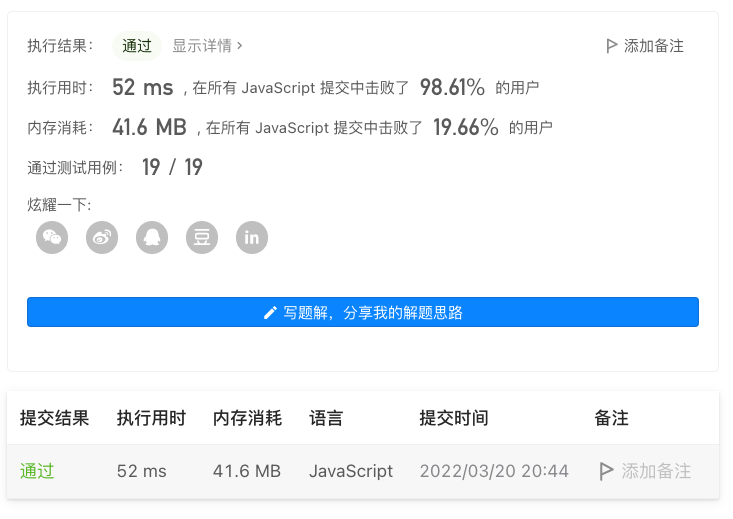 执行结果： 通过 显示详情 › 添加备注
执行用时： 52 ms , 在所有 JavaScript 提交中击败了 98.61% 的用户
内存消耗： 41.6 MB , 在所有 JavaScript 提交中击败了 19.66% 的用户
通过测试用例： 19 / 19
炫耀一下:
豆 in
写题解，分享我的解题思路
提交结果 执行用时 内存消耗 语言 提交时间 备注
通过 52 ms 41.6 MB JavaScript 2022/03/20 20:44 添加备注